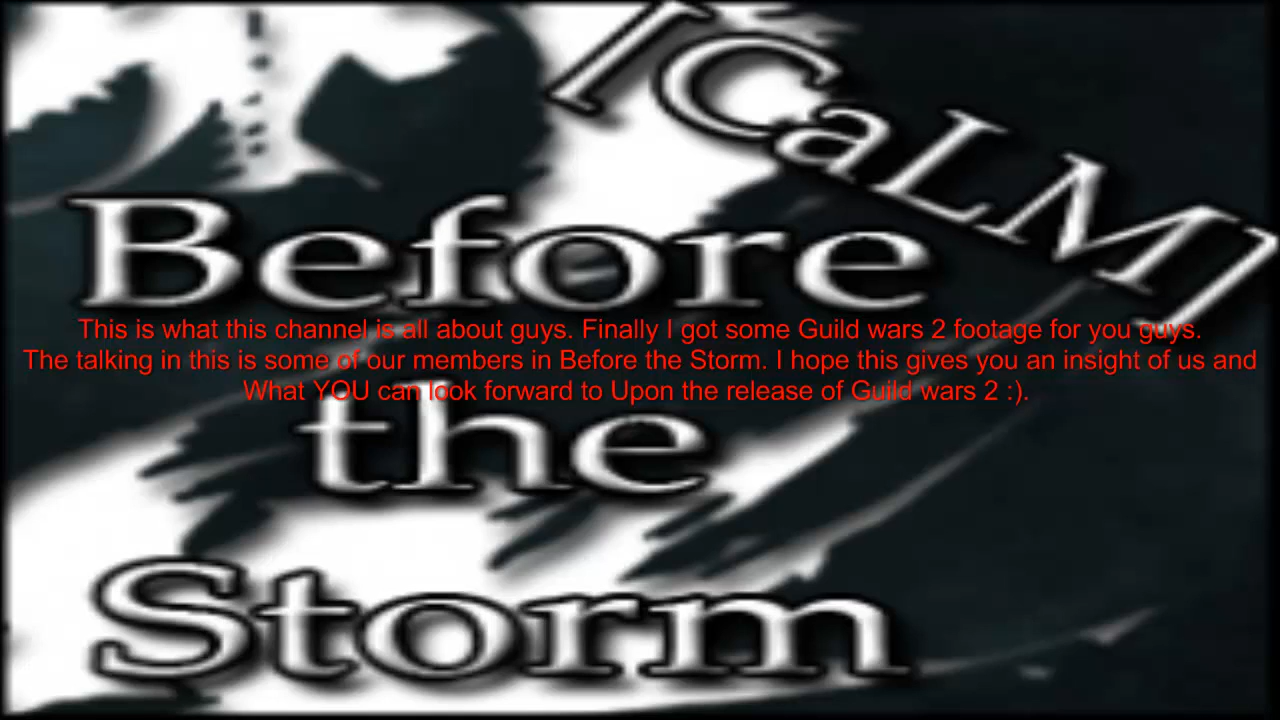 [CaLM]
Before
This is what this channel is all about guys. Finally I got some Guild wars 2 footage for you guys.
The talking in this is some of our members in Before the Storm. I hope this gives you an insight of us and
What YOU can look forward to Upon the release of Guild wars 2 :).
the
Storm